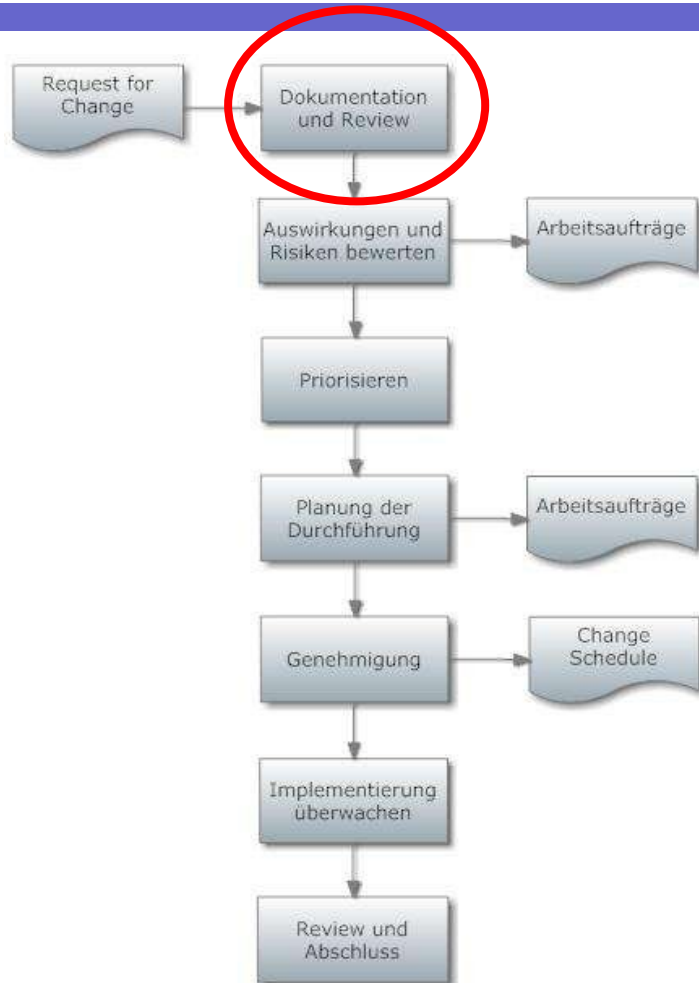 Request for
Change
Dokumentation
und Review
Auswirkungen und
Risiken bewerten
Arbeitsaufträge
Priorisieren
Planung der
Durchführung
Arbeitsaufträge
Genehmigung
Change
Schedule
Implementierung
überwachen
Review und
Abschluss